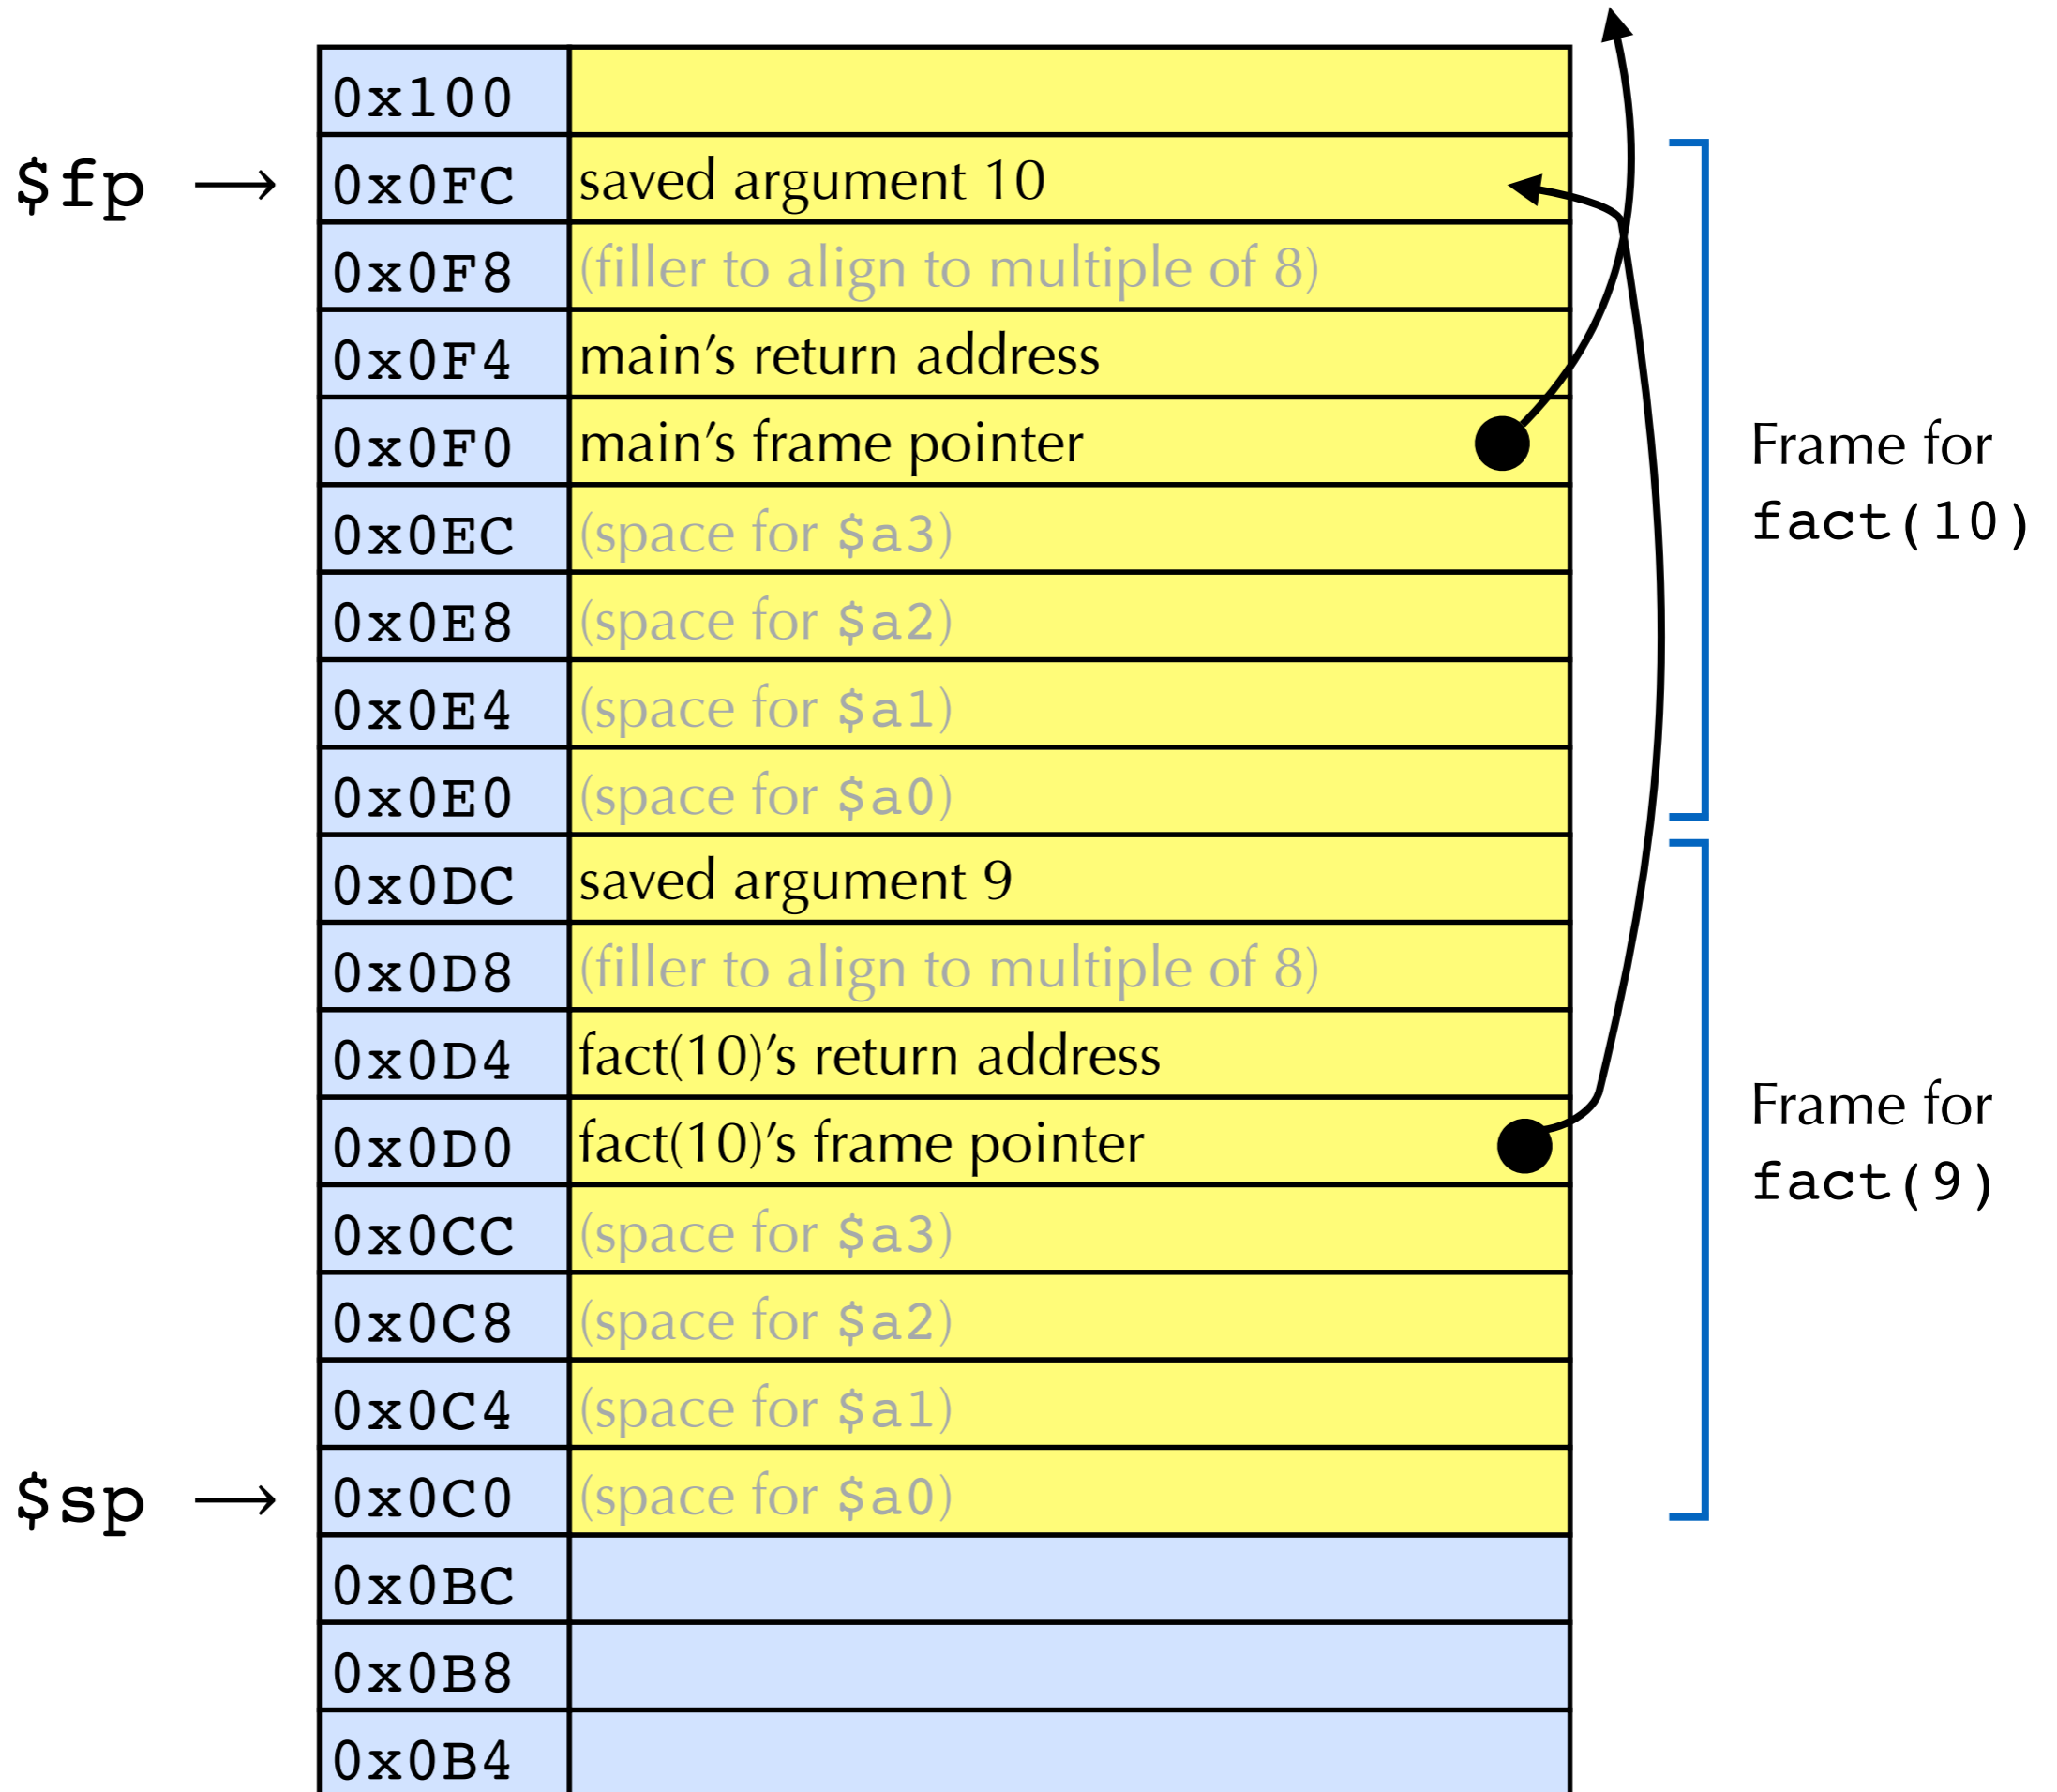 0x100
$fp → 0x0FC saved argument 10
0x0F8 (filler to align to multiple of 8)
0x0F4 main’s return address
0x0F0 main’s frame pointer
0x0EC (space for $a3)
0x0E8 (space for $a2)
0x0E4 (space for $a1)
0x0E0 (space for $a0)
Frame for
fact(10)
0x0DC saved argument 9
0x0D8 (filler to align to multiple of 8)
0x0D4 fact(10)’s return address
0x0D0 fact(10)’s frame pointer
0x0CC (space for $a3)
0x0C8 (space for $a2)
0x0C4 (space for $a1)
$sp → 0x0C0 (space for $a0)
Frame for
fact(9)
0x0BC
0x0B8
0x0B4